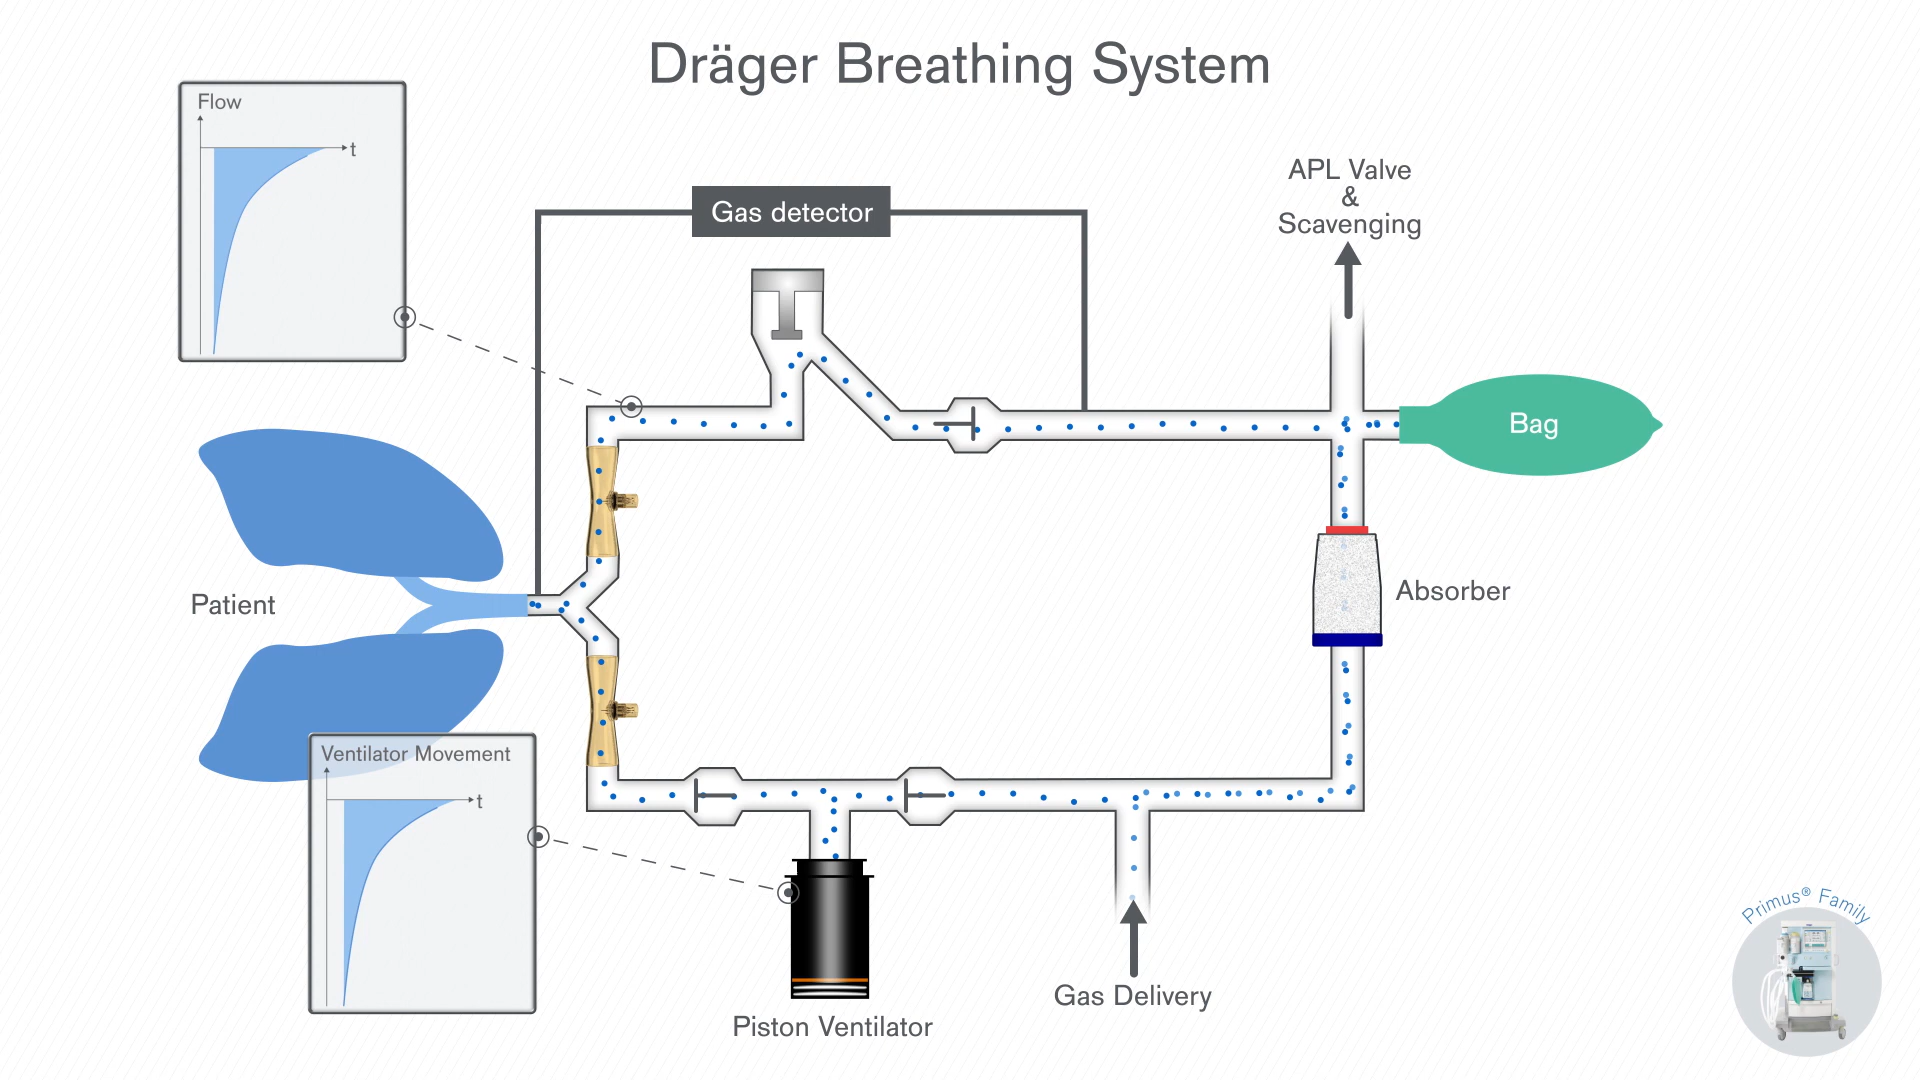 Dräger Breathing System
Flow
t
Gas detector
APL Valve
&
Scavenging
Bag
Patient
Absorber
Ventilator Movement
t
Gas Delivery
Piston Ventilator
Primus® Family